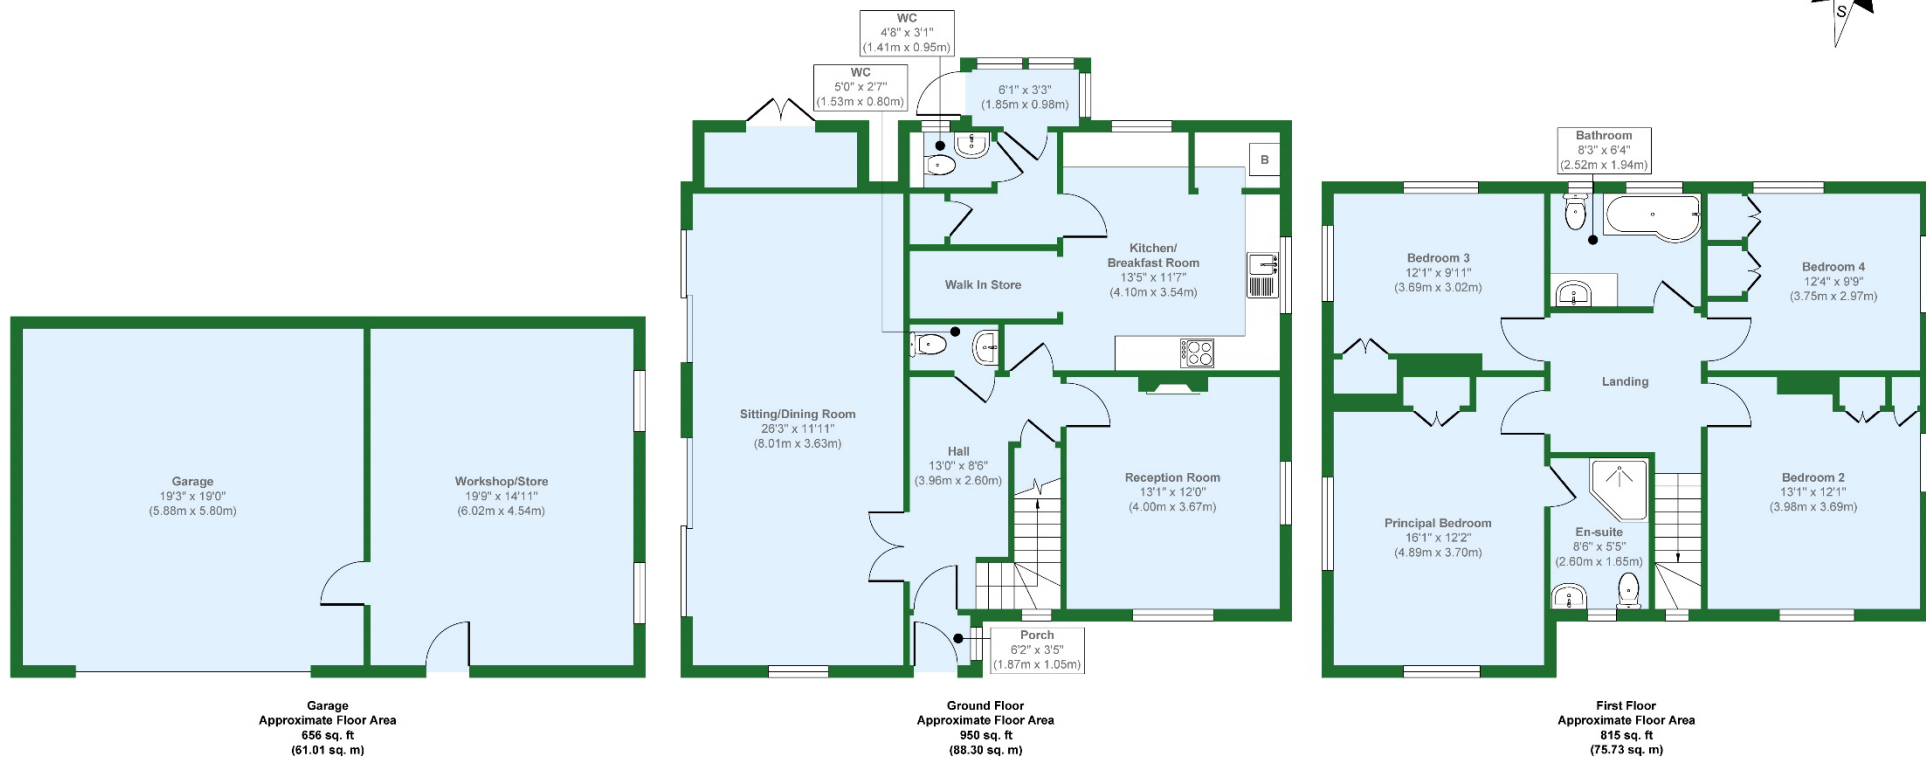 S
WC
4'8" x 3'1"
(1.41m x 0.95m)
WC
5'0" x 2'7"
(1.53m x 0.80m)
6'1" x 3'3"
(1.85m x 0.98m)
B
Kitchen/
Breakfast Room
13'5" x 11'7"
(4.10m x 3.54m)
Walk In Store
Sitting/Dining Room
26'3" x 11'11"
(8.01m x 3.63m)
Hall
13'0" x 8'6"
(3.96m x 2.60m)
Reception Room
13'1" x 12'0"
(4.00m x 3.67m)
Porch
6'2" x 3'5"
(1.87m x 1.05m)
Garage
19'3" x 19'0"
(5.88m x 5.80m)
Workshop/Store
19'9" x 14'11"
(6.02m x 4.54m)
Bathroom
8'3" x 6'4"
(2.52m x 1.94m)
Bedroom 3
12'1" x 9'11"
(3.69m x 3.02m)
Bedroom 4
12'4" x 9'9"
(3.75m x 2.97m)
Landing
Principal Bedroom
16'1" x 12'2"
(4.89m x 3.70m)
En-suite
8'6" x 5'5"
(2.60m x 1.65m)
Bedroom 2
13'1" x 12'1"
(3.98m x 3.69m)
Garage
Approximate Floor Area
656 sq. ft
(61.01 sq. m)
Ground Floor
Approximate Floor Area
950 sq. ft
(88.30 sq. m)
First Floor
Approximate Floor Area
815 sq. ft
(75.73 sq. m)